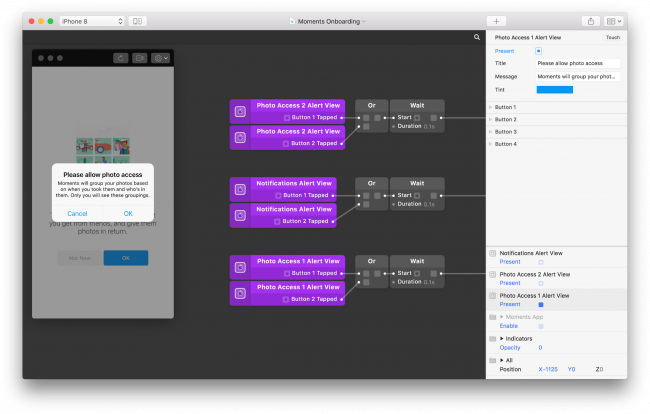 iPhone 8
Moments Onboarding
Please allow photo access
Moments will group your photos based
on when you took them and who's in
them. Only you will see these groupings.
Cancel
OK
you get from friends, and give them
photos in return.
Not Now
OK
Photo Access 2 Alert View
Button 1 Tapped
Photo Access 2 Alert View
Button 2 Tapped
Or
Wait
Start
Duration 0.1s
Notifications Alert View
Button 1 Tapped
Notifications Alert View
Button 2 Tapped
Or
Wait
Start
Duration 0.1s
Photo Access 1 Alert View
Button 1 Tapped
Photo Access 1 Alert View
Button 2 Tapped
Or
Wait
Start
Duration 0.1s
Photo Access 1 Alert View Touch
Present
Title Please allow photo access
Message Moments will group your phot...
Tint
Button 1
Button 2
Button 3
Button 4
Notifications Alert View
Present
Photo Access 2 Alert View
Present
Photo Access 1 Alert View
Present
Moments App
Enable
Indicators
Opacity 0
All
Position X-1125 Y0 Z0